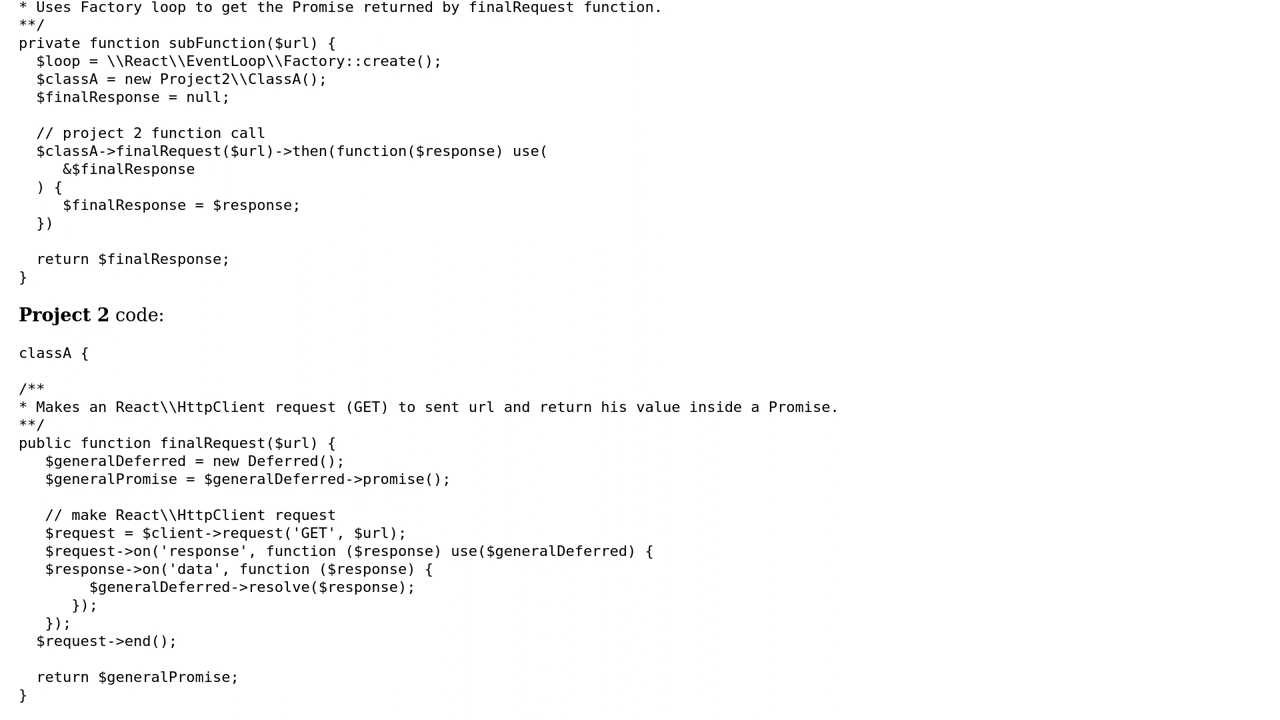 * Uses Factory loop to get the Promise returned by finalRequest function.
**/
private function subFunction($url) {
  $loop = \\React\\EventLoop\\Factory::create();
  $classA = new Project2\\ClassA();
  $finalResponse = null;

  // project 2 function call
  $classA->finalRequest($url)->then(function($response) use(
     &$finalResponse
  ) {
     $finalResponse = $response;
  })

  return $finalResponse;
}
Project 2 code:
classA {

/**
* Makes an React\\HttpClient request (GET) to sent url and return his value inside a Promise.
**/
public function finalRequest($url) {
   $generalDeferred = new Deferred();
   $generalPromise = $generalDeferred->promise();

   // make React\\HttpClient request
   $request = $client->request('GET', $url);
   $request->on('response', function ($response) use($generalDeferred) {
   $response->on('data', function ($response) {
        $generalDeferred->resolve($response);
      });
   });
  $request->end();

  return $generalPromise;
}